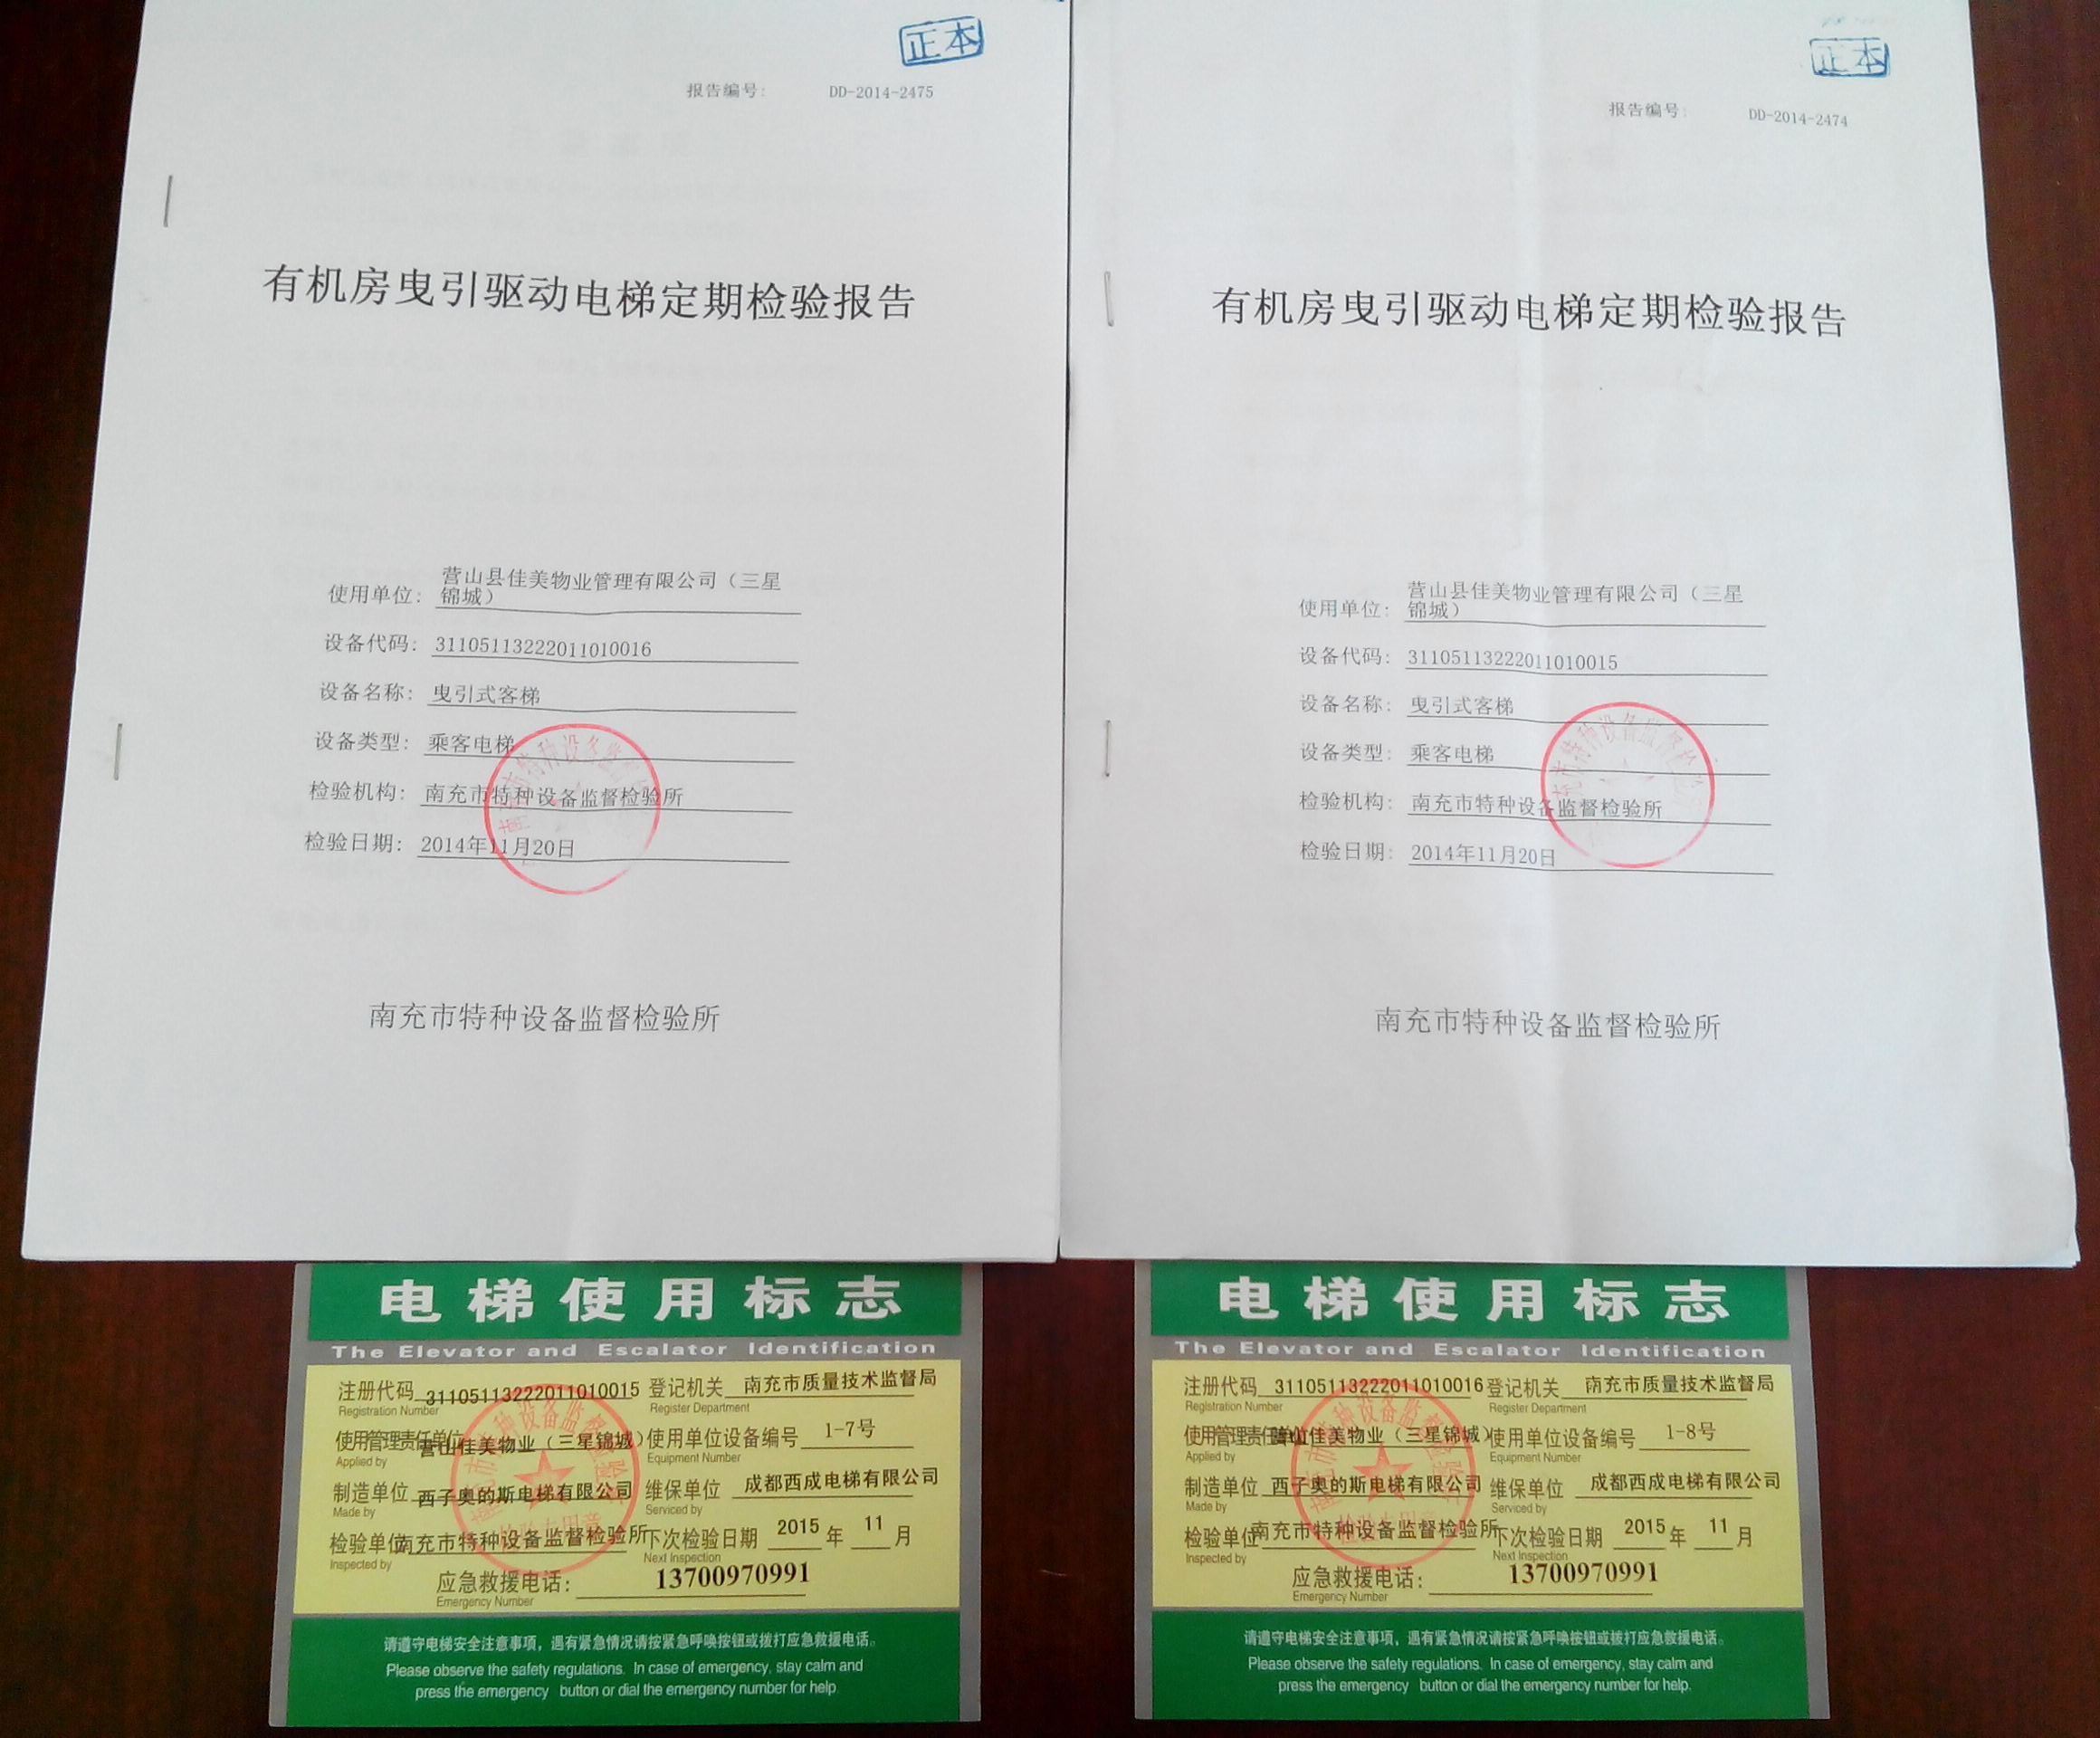 正本
报告编号: DD-2014-2475
有机房曳引驱动电梯定期检验报告
使用单位: 营山县佳美物业管理有限公司（三星
锦城）
设备代码: 31105113222011010016
设备名称: 曳引式客梯
设备类型: 乘客电梯
检验机构: 南充市特种设备监督检验所
检验日期: 2014年11月20日
南充市特种设备监督检验所
正本
报告编号: DD-2014-2474
有机房曳引驱动电梯定期检验报告
使用单位: 营山县佳美物业管理有限公司（三星
锦城）
设备代码: 31105113222011010015
设备名称: 曳引式客梯
设备类型: 乘客电梯
检验机构: 南充市特种设备监督检验所
检验日期: 2014年11月20日
南充市特种设备监督检验所
电梯使用标志
The Elevator and Escalator Identification
注册代码 31105113222011010015 登记机关 南充市质量技术监督局
Registration Number Register Department
使用管理责任单位 营山佳美物业（三星锦城） 使用单位设备编号 1-7号
Applied by Equipment Number
制造单位 西子奥的斯电梯有限公司 维保单位 成都西成电梯有限公司
Made by Serviced by
检验单位 南充市特种设备监督检验所 下次检验日期 2015 年 11 月
Inspected by Next Inspection
应急救援电话: 13700970991
Emergency Number
请遵守电梯安全注意事项，遇有紧急情况请按紧急呼唤按钮或拨打应急救援电话。
Please observe the safety regulations. In case of emergency, stay calm and
press the emergency button or dial the emergency number for help.
电梯使用标志
The Elevator and Escalator Identification
注册代码 31105113222011010016 登记机关 南充市质量技术监督局
Registration Number Register Department
使用管理责任单位 营山佳美物业（三星锦城） 使用单位设备编号 1-8号
Applied by Equipment Number
制造单位 西子奥的斯电梯有限公司 维保单位 成都西成电梯有限公司
Made by Serviced by
检验单位 南充市特种设备监督检验所 下次检验日期 2015 年 11 月
Inspected by Next Inspection
应急救援电话: 13700970991
Emergency Number
请遵守电梯安全注意事项，遇有紧急情况请按紧急呼唤按钮或拨打应急救援电话。
Please observe the safety regulations. In case of emergency, stay calm and
press the emergency button or dial the emergency number for help.